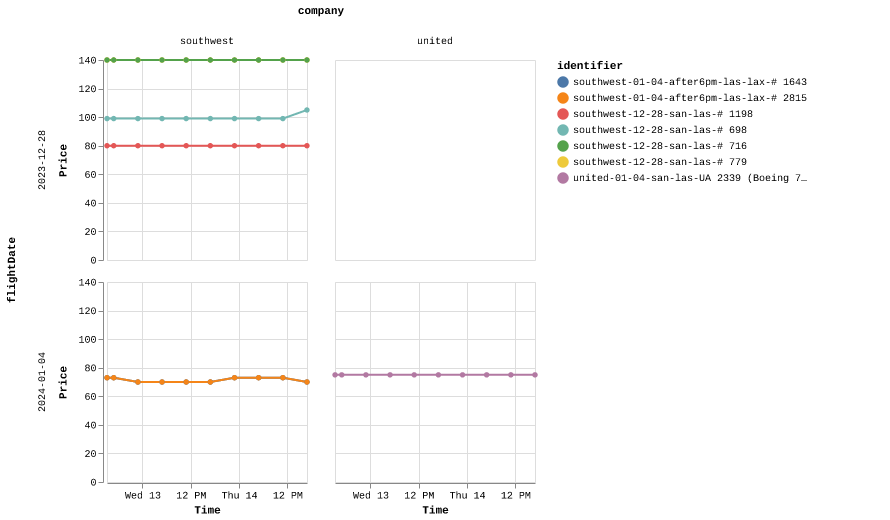 company
southwest united
identifier
southwest-01-04-after6pm-las-lax-# 1643
southwest-01-04-after6pm-las-lax-# 2815
southwest-12-28-san-las-# 1198
southwest-12-28-san-las-# 698
southwest-12-28-san-las-# 716
southwest-12-28-san-las-# 779
united-01-04-san-las-UA 2339 (Boeing 7…
flightDate
2023-12-28
Price
140
120
100
80
60
40
20
0
2024-01-04
Price
140
120
100
80
60
40
20
0
Wed 13 12 PM Thu 14 12 PM
Time
Wed 13 12 PM Thu 14 12 PM
Time